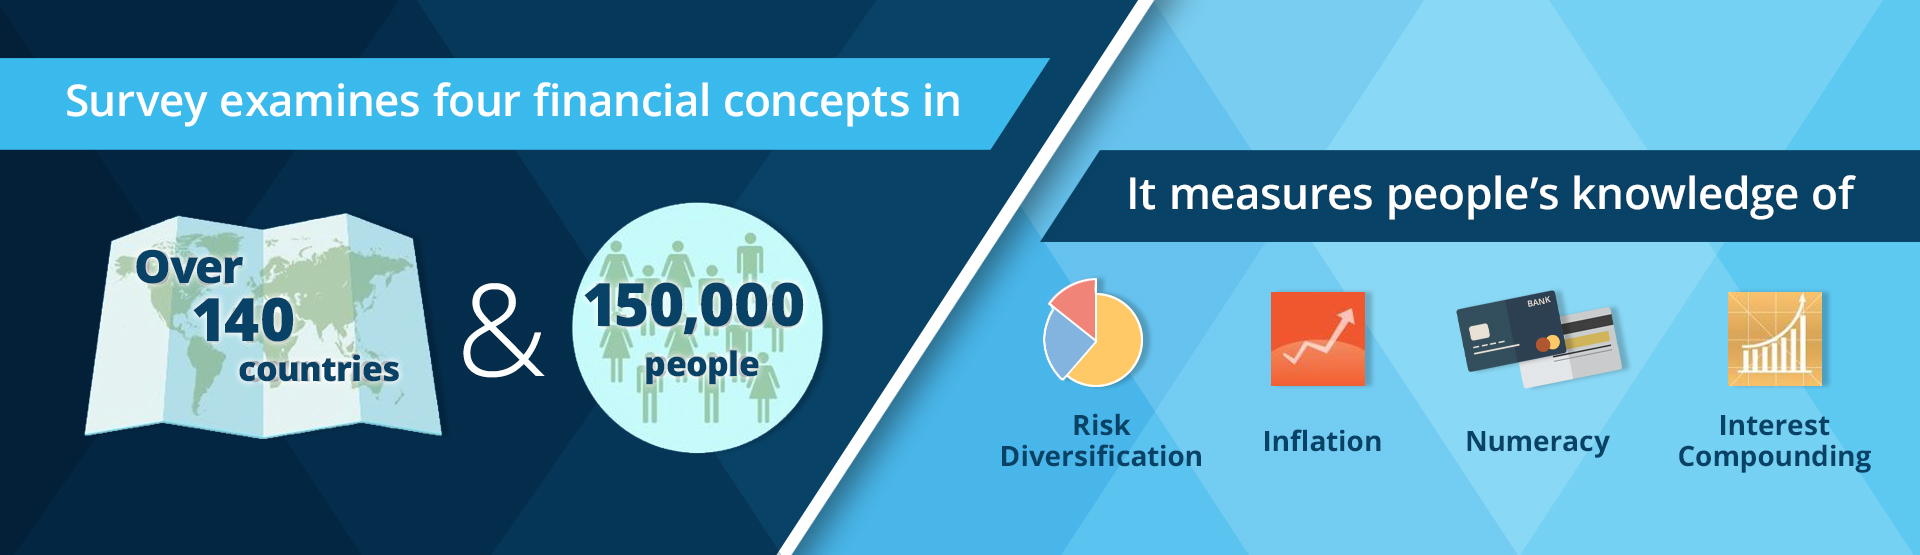 Survey examines four financial concepts in
Over
140
countries
&
150,000
people
It measures people’s knowledge of
BANK
Risk
Diversification
Inflation
Numeracy
Interest
Compounding